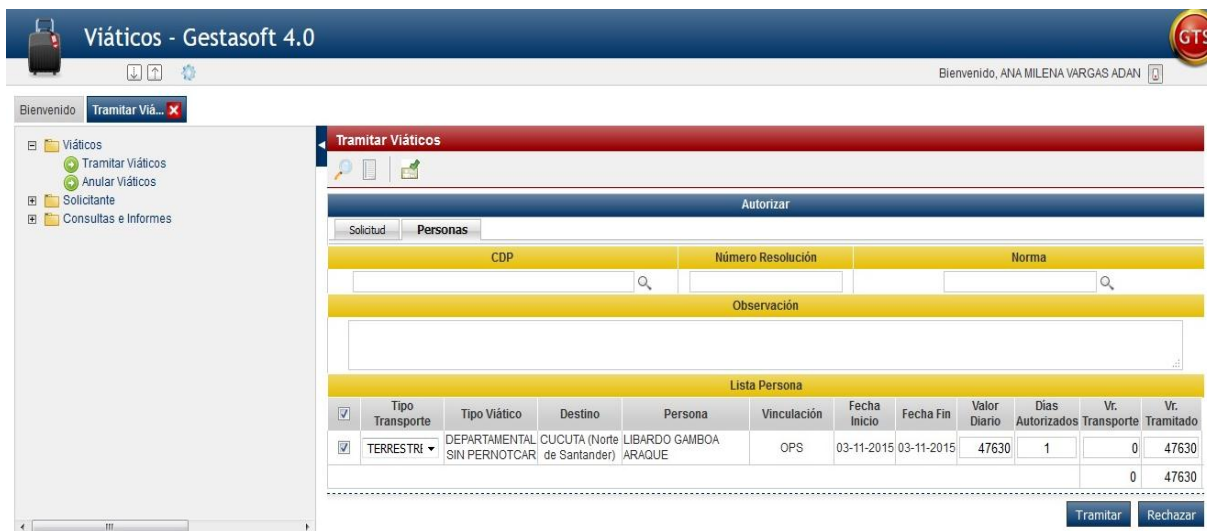 Viáticos - Gestasoft 4.0
GTS
Bienvenido, ANA MILENA VARGAS ADAN
Bienvenido
Tramitar Viá...
Viáticos
Tramitar Viáticos
Anular Viáticos
Solicitante
Consultas e Informes
Tramitar Viáticos
Autorizar
Solicitud Personas
CDP Número Resolución Norma
Observación
Lista Persona
Tipo Transporte Tipo Viático Destino Persona Vinculación Fecha Inicio Fecha Fin Valor Diario Dias Autorizados Vr. Transporte Vr. Tramitado
TERRESTRE DEPARTAMENTAL SIN PERNOTCAR CUCUTA (Norte de Santander) LIBARDO GAMBOA ARAQUE OPS 03-11-2015 03-11-2015 47630 1 0 47630
0 47630
Tramitar Rechazar